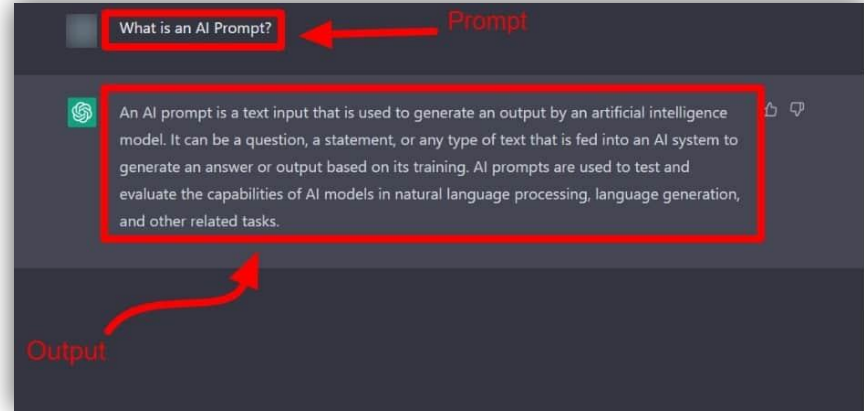 What is an AI Prompt?
Prompt
An AI prompt is a text input that is used to generate an output by an artificial intelligence
model. It can be a question, a statement, or any type of text that is fed into an AI system to
generate an answer or output based on its training. AI prompts are used to test and
evaluate the capabilities of AI models in natural language processing, language generation,
and other related tasks.
Output